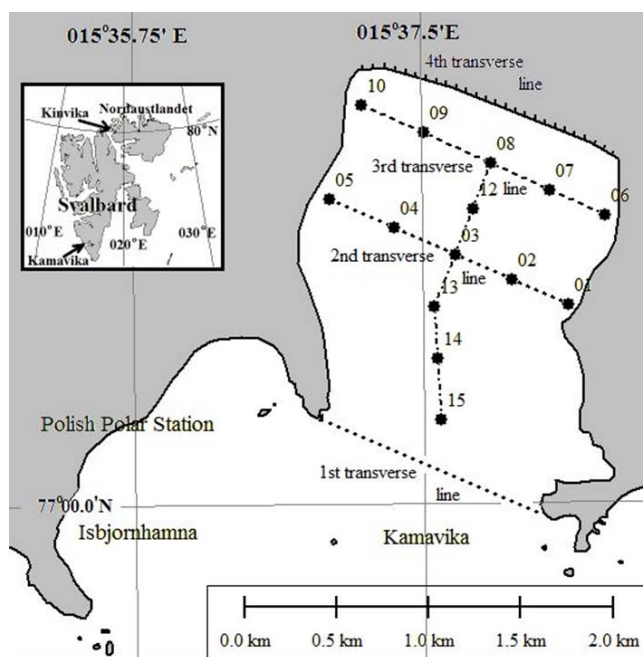 015°35.75' E
015°37.5' E
4th transverse
line
10
09
08
3rd transverse
07
12
line
06
05
04
03
2nd transverse
02
line
01
13
14
15
Kinvika
Nordaustlandet
80°N
Svalbard
010°E
020°E
030°E
Kamavika
Polish Polar Station
1st transverse
line
77°00.0'N
Isbjornhamna
Kamavika
0.0 km
0.5 km
1.0 km
1.5 km
2.0 km